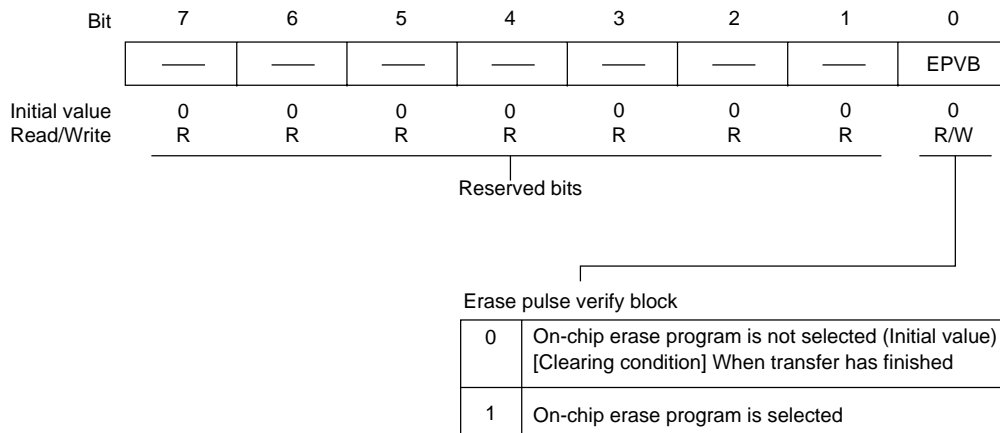 Bit 7 6 5 4 3 2 1 0
— — — — — — — EPVB
Initial value 0 0 0 0 0 0 0 0
Read/Write R R R R R R R R/W
Reserved bits
Erase pulse verify block
0 On-chip erase program is not selected (Initial value)
[Clearing condition] When transfer has finished
1 On-chip erase program is selected